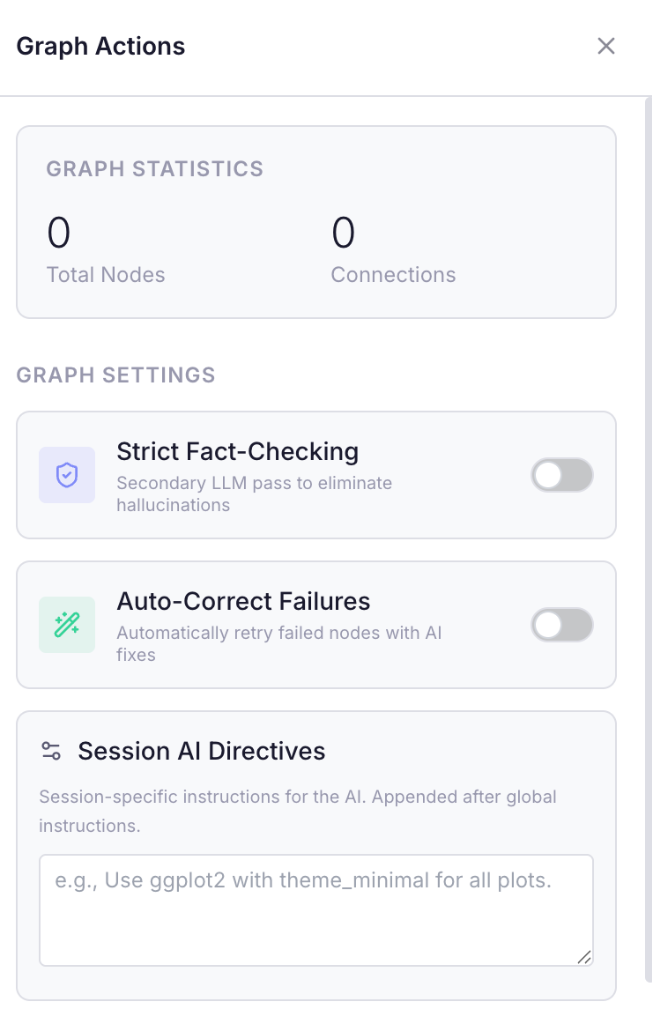 Graph Actions
GRAPH STATISTICS
0 0
Total Nodes Connections
GRAPH SETTINGS
Strict Fact-Checking
Secondary LLM pass to eliminate
hallucinations
Auto-Correct Failures
Automatically retry failed nodes with AI
fixes
Session AI Directives
Session-specific instructions for the AI. Appended after global
instructions.
e.g., Use ggplot2 with theme_minimal for all plots.